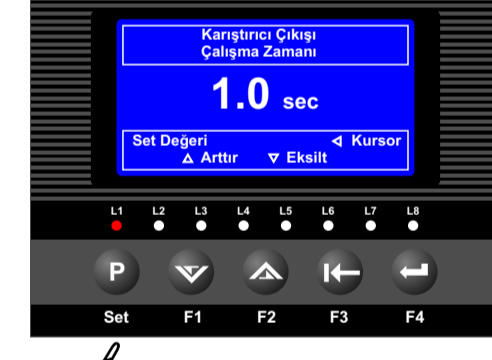 Karıştırıcı Çıkışı
Çalışma Zamanı
1.0 sec
Set Değeri Kursor
Arttır Eksilt
L1 L2 L3 L4 L5 L6 L7 L8
P
Set F1 F2 F3 F4